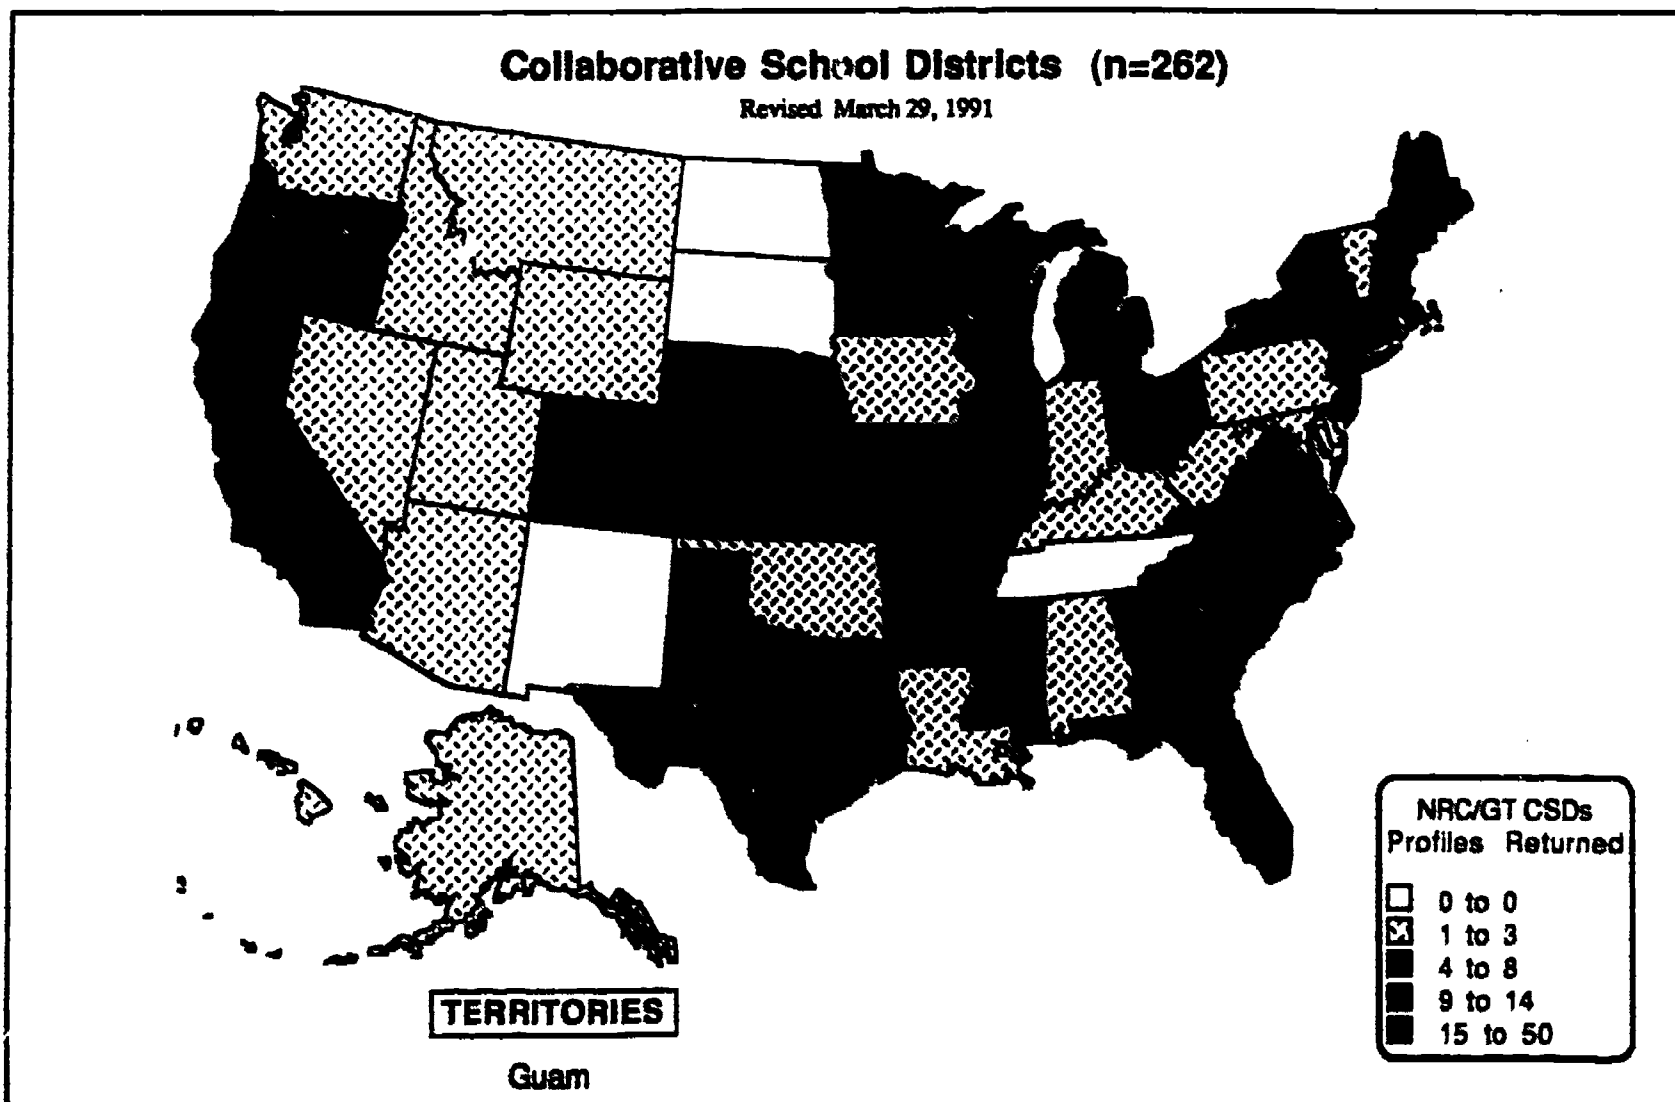 Collaborative School Districts (n=262)
Revised March 29, 1991
NRC/GT CSDs
Profiles Returned
0 to 0
1 to 3
4 to 8
9 to 14
15 to 50
TERRITORIES
Guam